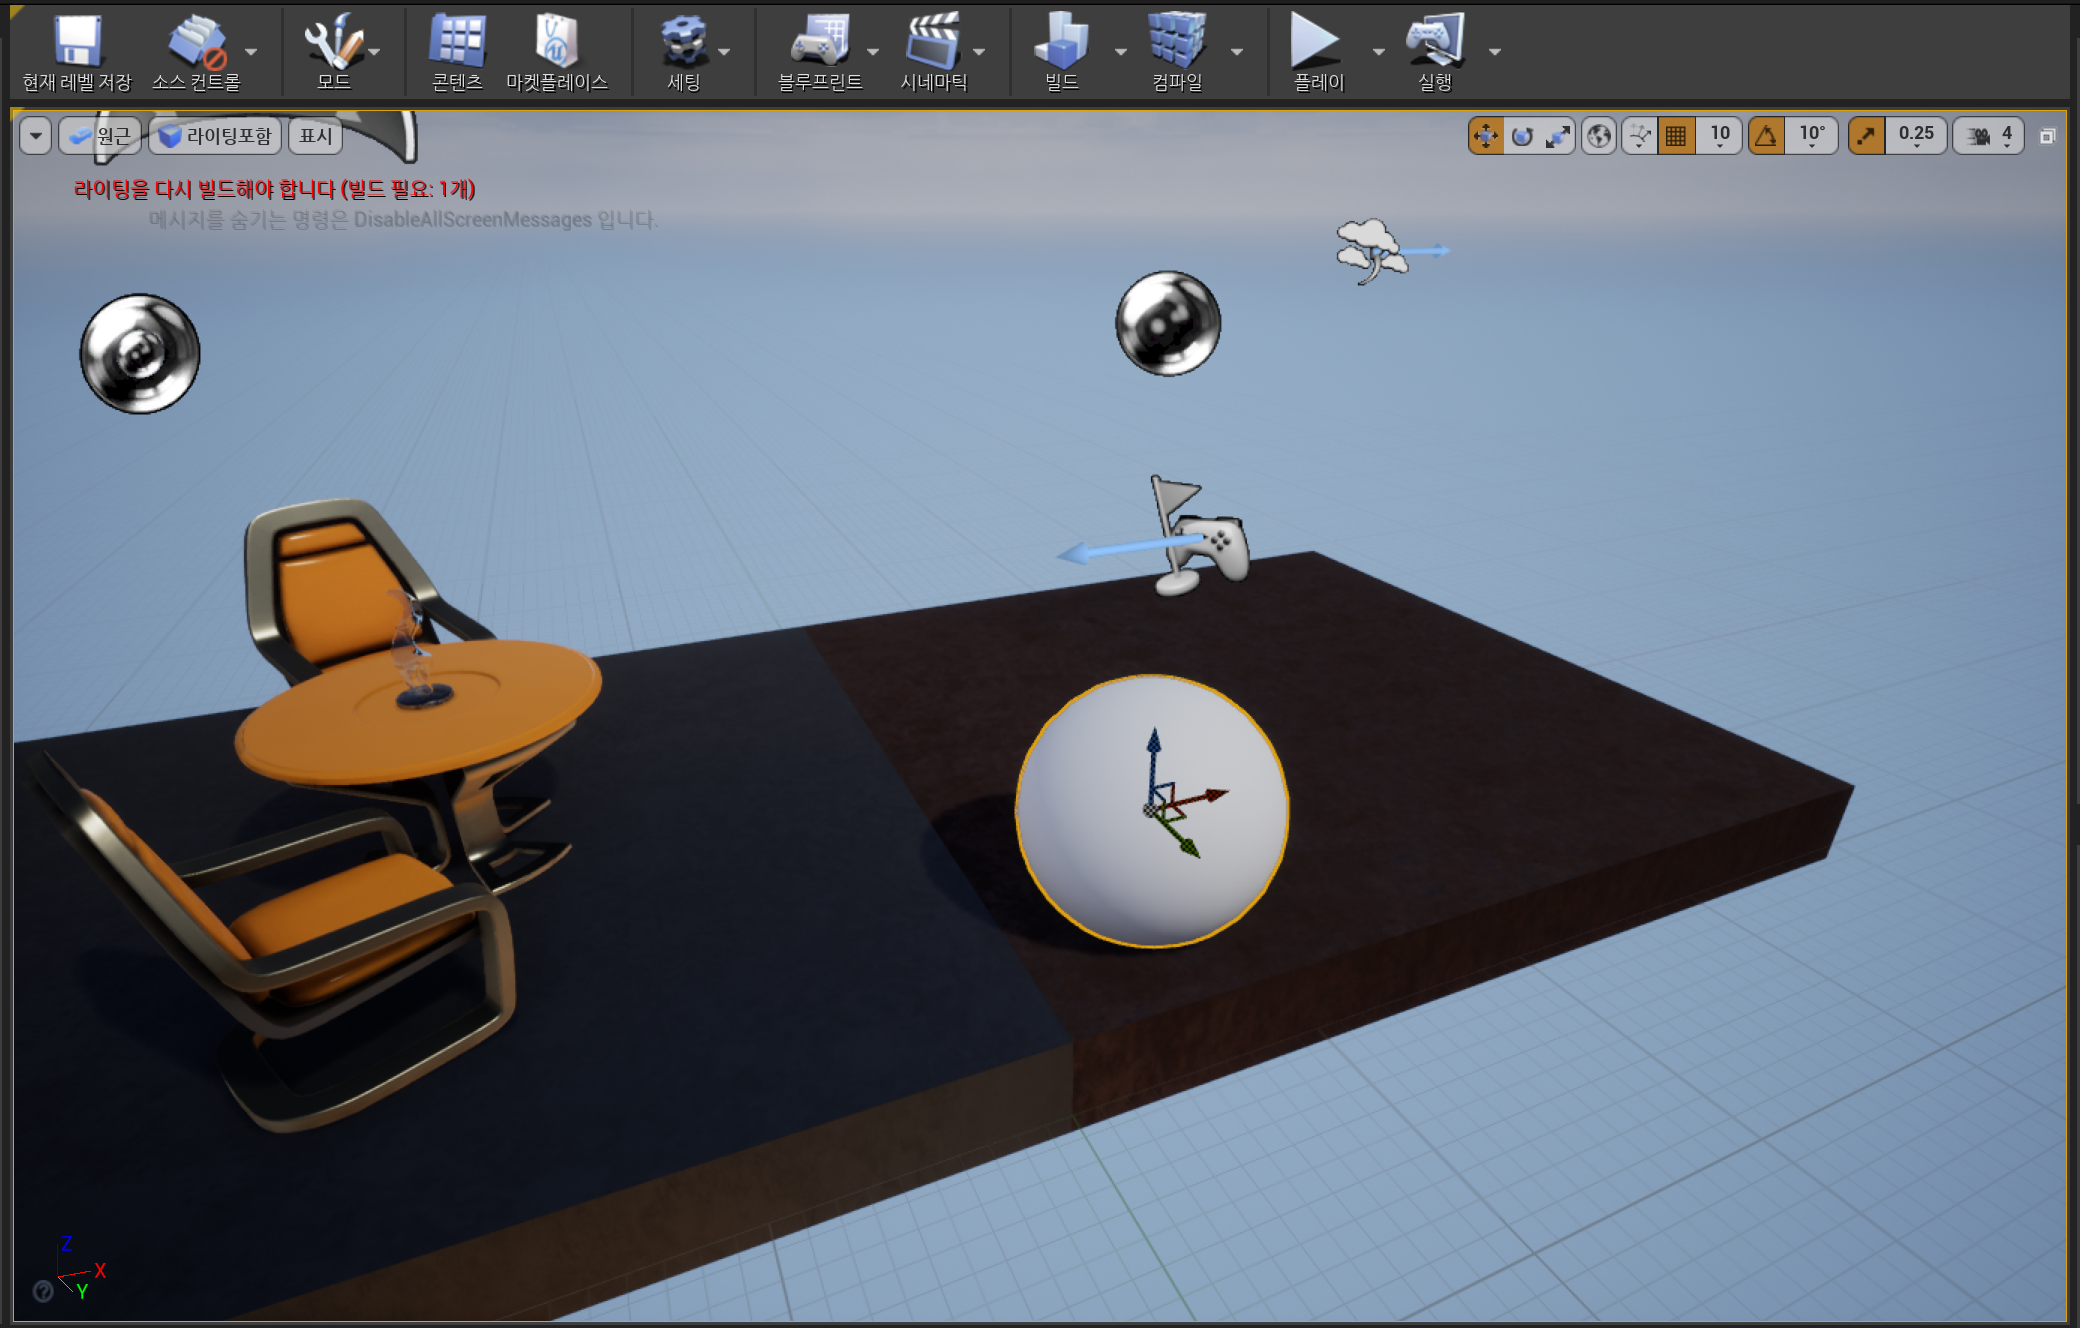 현재 레벨 저장
소스 컨트롤
모드
콘텐츠
마켓플레이스
세팅
블루프린트
시네마틱
빌드
컴파일
플레이
실행
원근
라이팅포함
표시
10
10°
0.25
4
라이팅을 다시 빌드해야 합니다 (빌드 필요: 1개)
메시지를 숨기는 명령은 DisableAllScreenMessages 입니다.
Z
X
Y